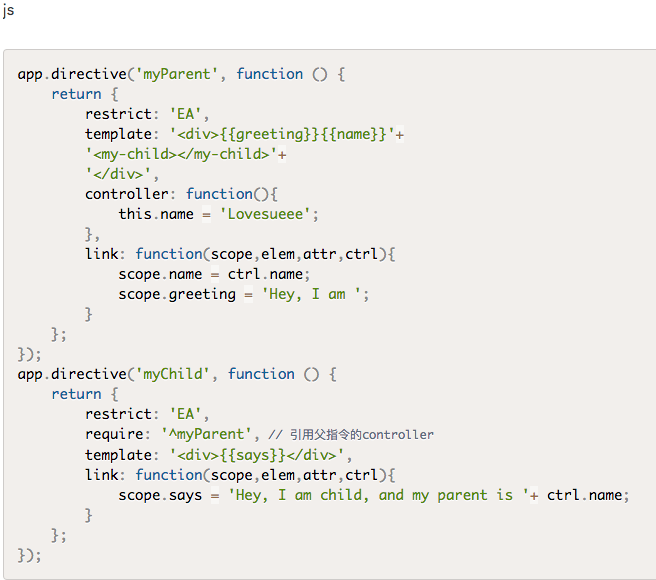 js
app.directive('myParent', function () {
    return {
        restrict: 'EA',
        template: '<div>{{greeting}}{{name}}'+
        '<my-child></my-child>'+
        '</div>',
        controller: function(){
            this.name = 'Lovesueee';
        },
        link: function(scope,elem,attr,ctrl){
            scope.name = ctrl.name;
            scope.greeting = 'Hey, I am ';
        }
    };
});
app.directive('myChild', function () {
    return {
        restrict: 'EA',
        require: '^myParent', // 引用父指令的controller
        template: '<div>{{says}}</div>',
        link: function(scope,elem,attr,ctrl){
            scope.says = 'Hey, I am child, and my parent is '+ ctrl.name;
        }
    };
});